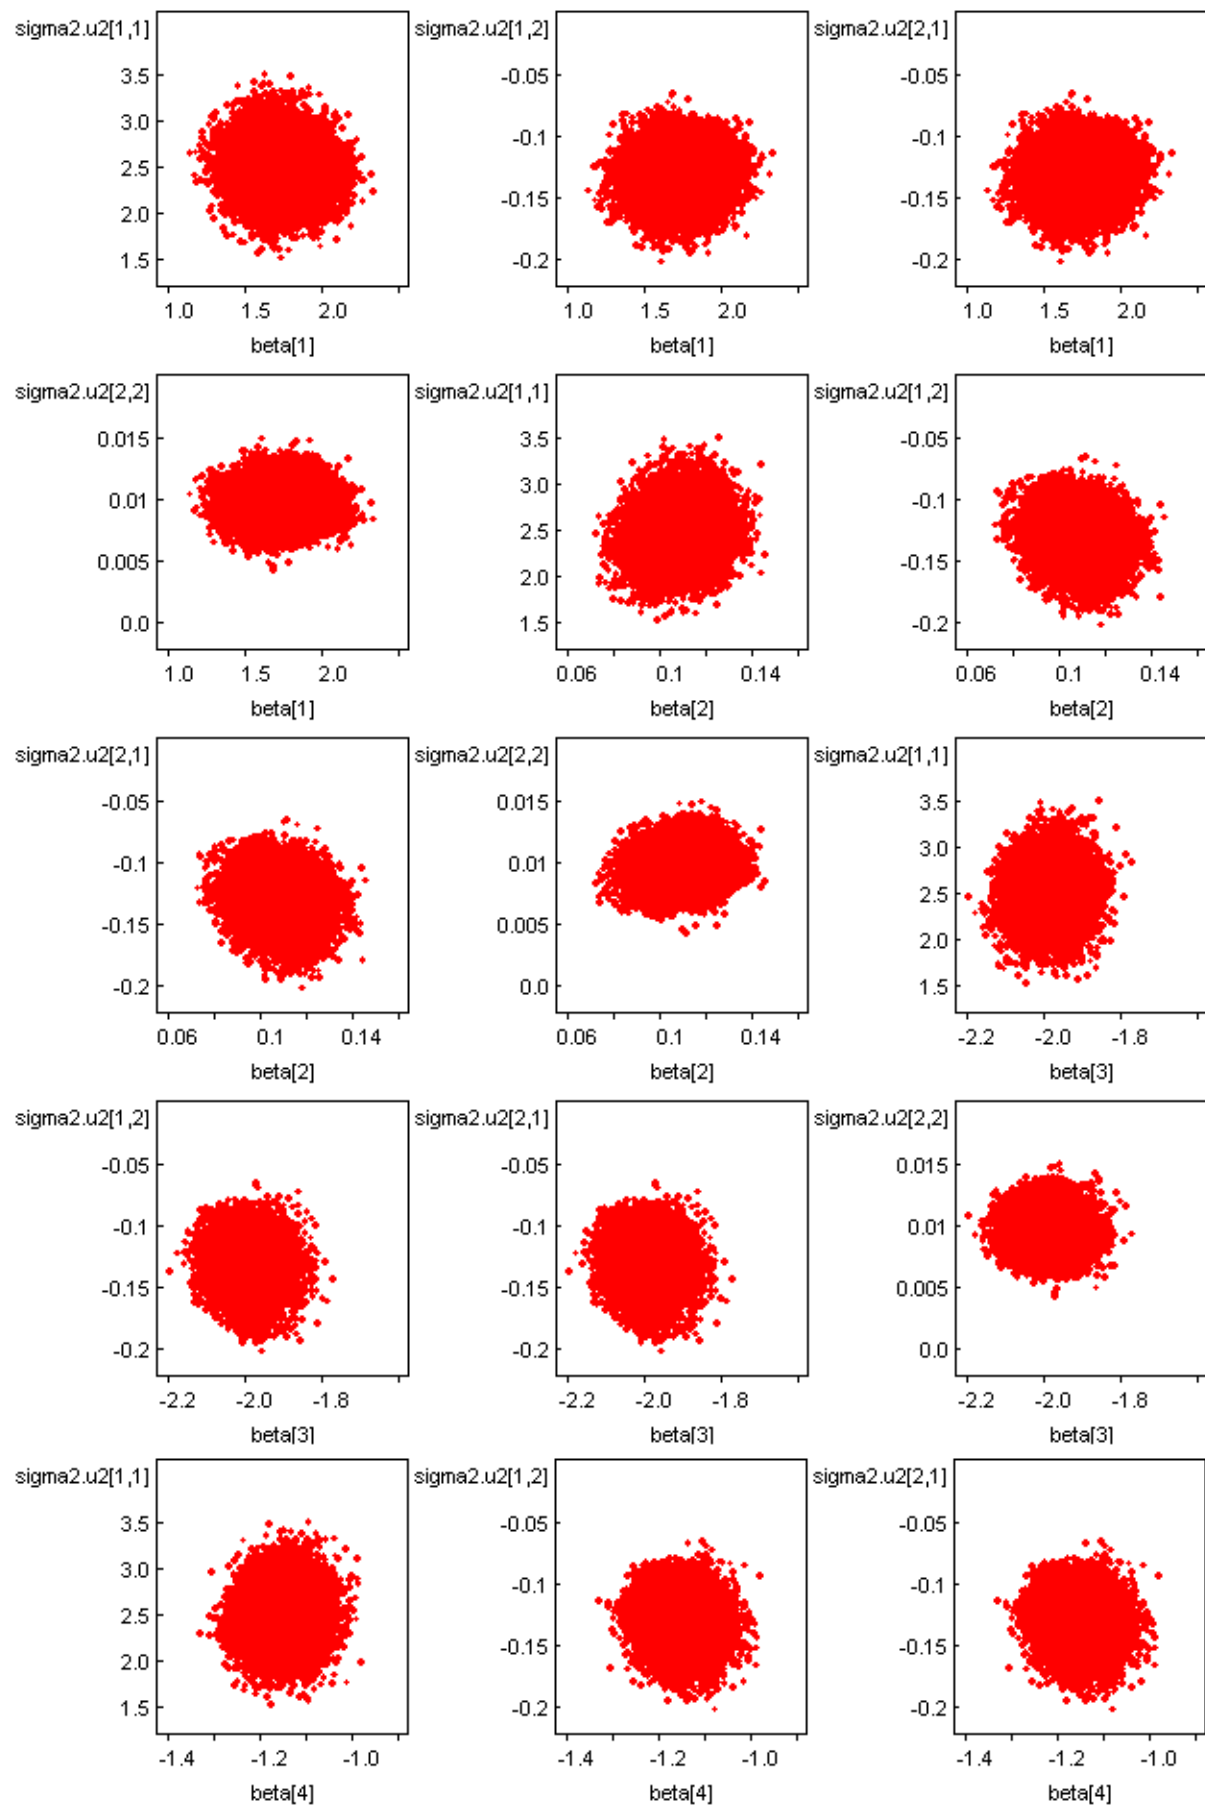 sigma2.u2[1,1] sigma2.u2[1,2] sigma2.u2[2,1]
3.5 -0.05 -0.05
3.0 -0.1 -0.1
2.5
2.0 -0.15 -0.15
1.5 -0.2 -0.2
1.0 1.5 2.0 1.0 1.5 2.0 1.0 1.5 2.0
beta[1] beta[1] beta[1]
sigma2.u2[2,2] sigma2.u2[1,1] sigma2.u2[1,2]
0.015 3.5 -0.05
0.01 3.0 -0.1
2.5
0.005 2.0 -0.15
0.0 1.5 -0.2
1.0 1.5 2.0 0.06 0.1 0.14 0.06 0.1 0.14
beta[1] beta[2] beta[2]
sigma2.u2[2,1] sigma2.u2[2,2] sigma2.u2[1,1]
-0.05 0.015 3.5
-0.1 0.01 3.0
2.5
-0.15 0.005 2.0
-0.2 0.0 1.5
0.06 0.1 0.14 0.06 0.1 0.14 -2.2 -2.0 -1.8
beta[2] beta[2] beta[3]
sigma2.u2[1,2] sigma2.u2[2,1] sigma2.u2[2,2]
-0.05 -0.05 0.015
-0.1 -0.1 0.01
-0.15 -0.15 0.005
-0.2 -0.2 0.0
-2.2 -2.0 -1.8 -2.2 -2.0 -1.8 -2.2 -2.0 -1.8
beta[3] beta[3] beta[3]
sigma2.u2[1,1] sigma2.u2[1,2] sigma2.u2[2,1]
3.5 -0.05 -0.05
3.0 -0.1 -0.1
2.5
2.0 -0.15 -0.15
1.5 -0.2 -0.2
-1.4 -1.2 -1.0 -1.4 -1.2 -1.0 -1.4 -1.2 -1.0
beta[4] beta[4] beta[4]